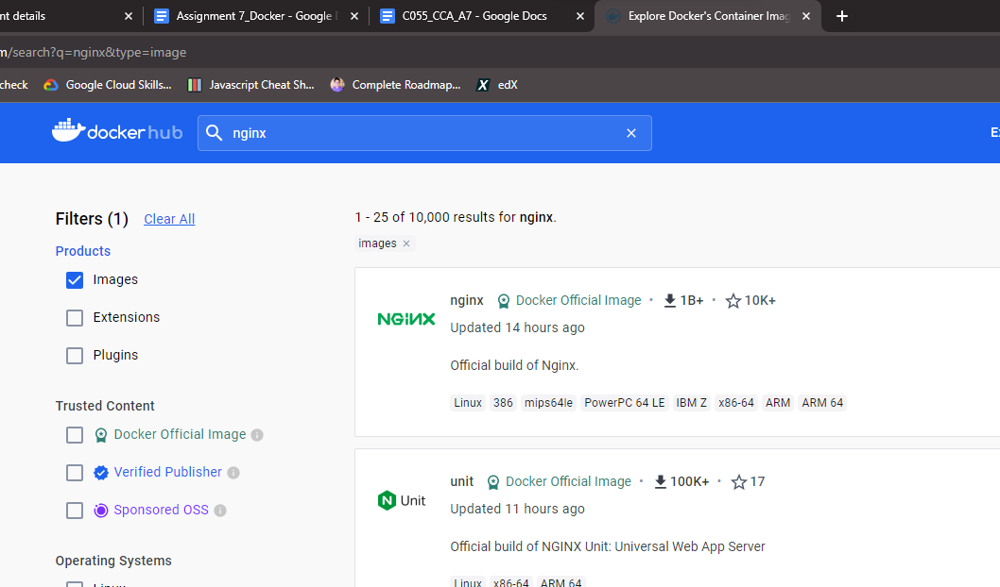 nt details
Assignment 7_Docker - Google D
C055_CCA_A7 - Google Docs
Explore Docker's Container Imag
m/search?q=nginx&type=image
check
Google Cloud Skills...
Javascript Cheat Sh...
Complete Roadmap...
X edX
dockerhub
nginx
Ex
Filters (1)
Clear All
1 - 25 of 10,000 results for nginx.
images
Products
Images
Extensions
Plugins
Trusted Content
Docker Official Image
Verified Publisher
Sponsored OSS
Operating Systems
Linux
NGINX
nginx Docker Official Image • 1B+ • 10K+
Updated 14 hours ago
Official build of Nginx.
Linux 386 mips64le PowerPC 64 LE IBM Z x86-64 ARM ARM 64
N Unit
unit Docker Official Image • 100K+ • 17
Updated 11 hours ago
Official build of NGINX Unit: Universal Web App Server
Linux x86-64 ARM 64